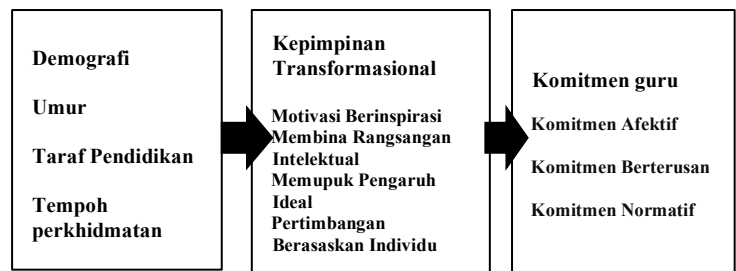 Demografi
Umur
Taraf Pendidikan
Tempoh
perkhidmatan
Kepimpinan
Transformasional
Motivasi Berinspirasi
Membina Rangsangan
Intelektual
Memupuk Pengaruh
Ideal
Pertimbangan
Berasaskan Individu
Komitmen guru
Komitmen Afektif
Komitmen Berterusan
Komitmen Normatif